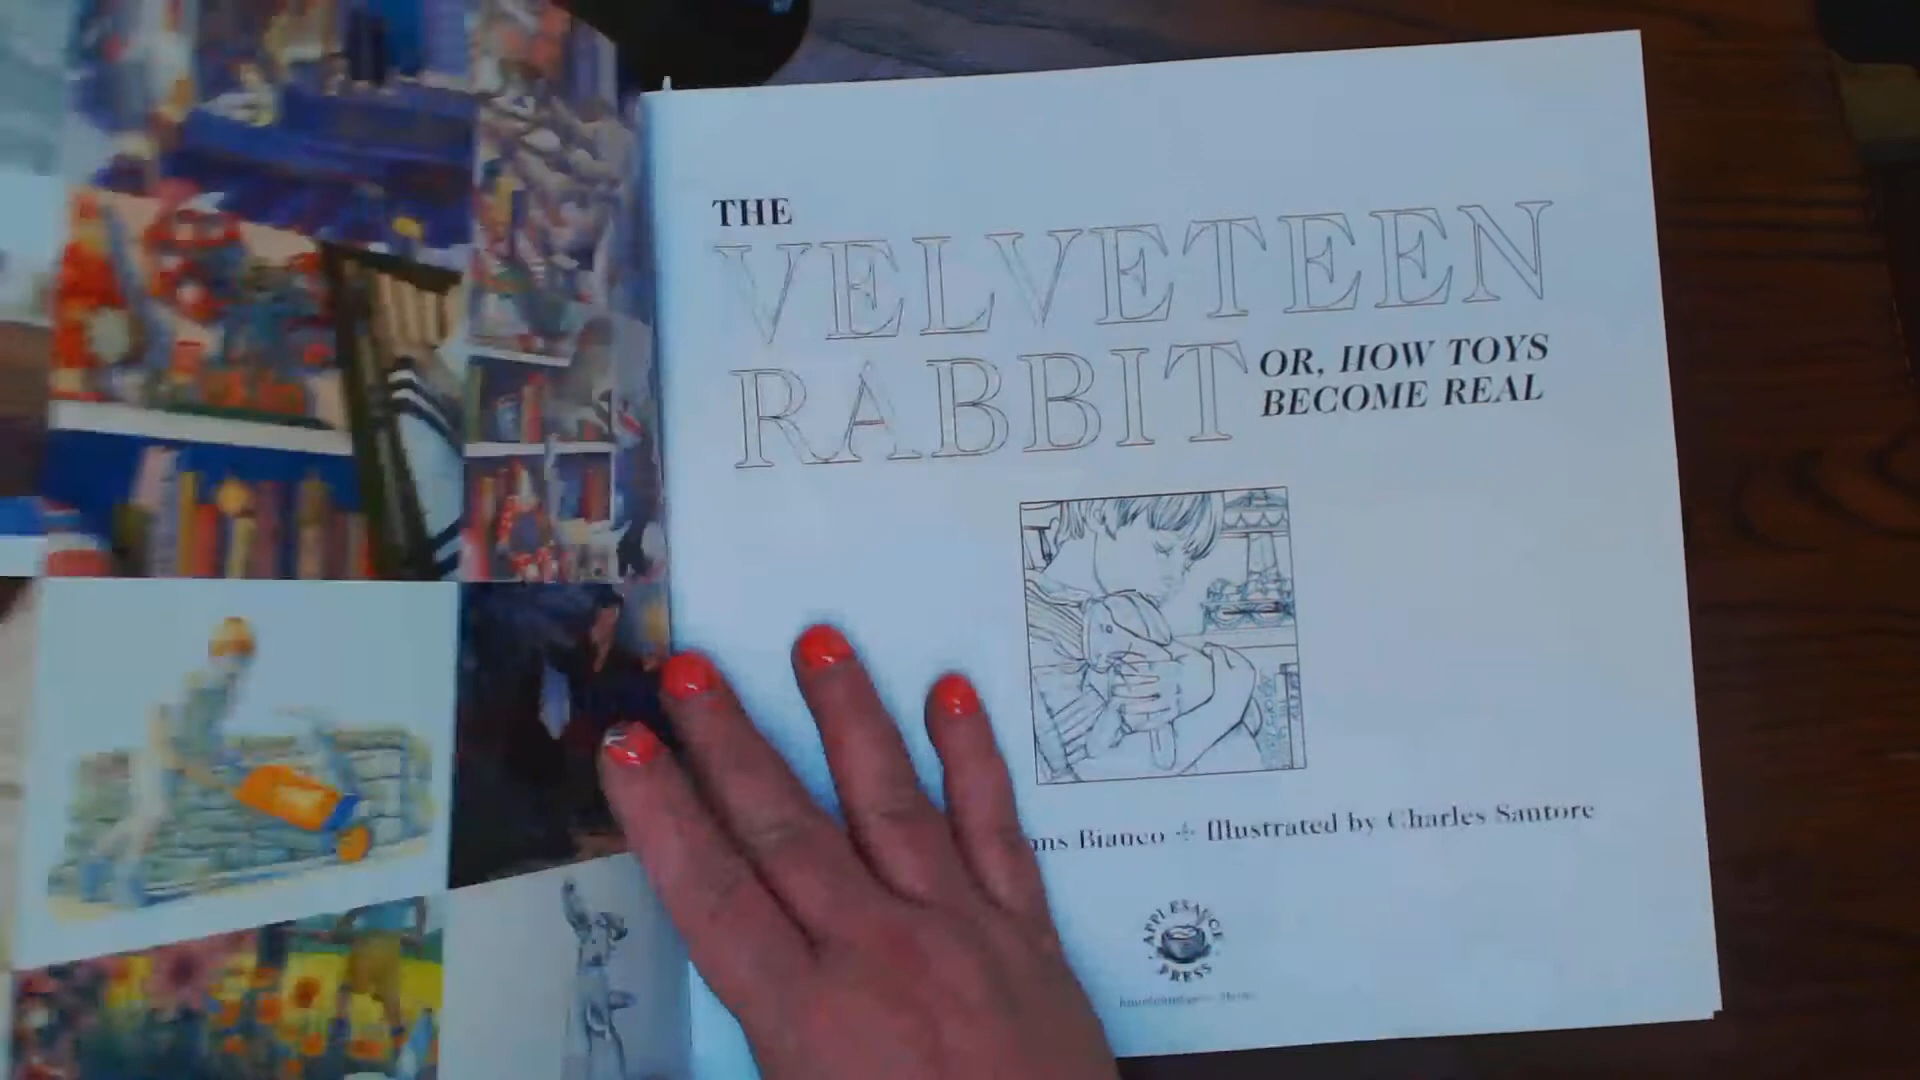 THE
VELVETEEN
RABBIT OR, HOW TOYS
BECOME REAL
Bianco Illustrated by Charles Santore
APPLESAUCE
PRESS